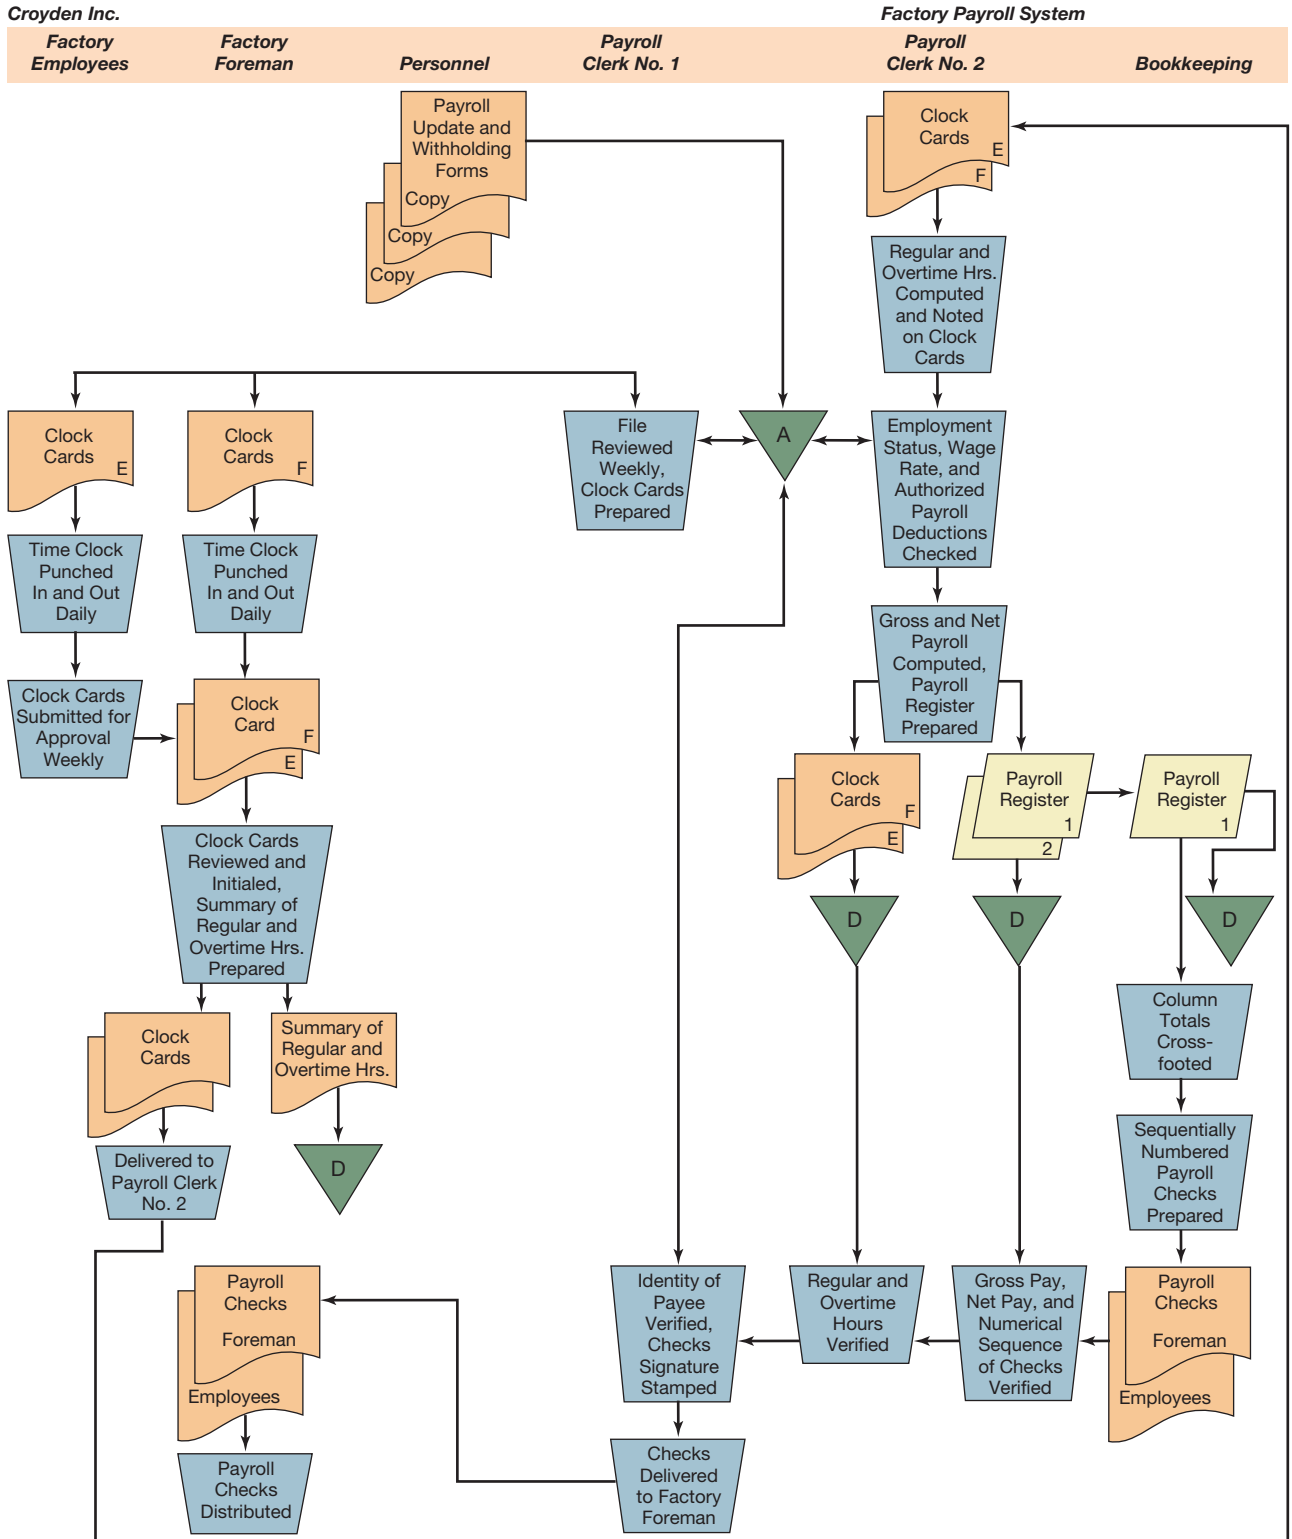 Croyden Inc.
Factory Payroll System
Factory
Employees
Factory
Foreman
Personnel
Payroll
Clerk No. 1
Payroll
Clerk No. 2
Bookkeeping
Payroll
Update and
Withholding
Forms
Copy
Copy
Copy
Clock
Cards
E
F
Regular and
Overtime Hrs.
Computed
and Noted
on Clock
Cards
Clock
Cards
E
Clock
Cards
F
File
Reviewed
Weekly,
Clock Cards
Prepared
A
Employment
Status, Wage
Rate, and
Authorized
Payroll
Deductions
Checked
Time Clock
Punched
In and Out
Daily
Time Clock
Punched
In and Out
Daily
Gross and Net
Payroll
Computed,
Payroll
Register
Prepared
Clock Cards
Submitted for
Approval
Weekly
Clock
Card
F
E
Clock
Cards
F
E
Payroll
Register
1
2
Payroll
Register
1
Clock Cards
Reviewed and
Initialed,
Summary of
Regular and
Overtime Hrs.
Prepared
D
D
D
Clock
Cards
Summary of
Regular and
Overtime Hrs.
Column
Totals
Cross-
footed
Delivered to
Payroll Clerk
No. 2
D
Sequentially
Numbered
Payroll
Checks
Prepared
Payroll
Checks
Foreman
Employees
Identity of
Payee
Verified,
Checks
Signature
Stamped
Regular and
Overtime
Hours
Verified
Gross Pay,
Net Pay, and
Numerical
Sequence
of Checks
Verified
Payroll
Checks
Foreman
Employees
Payroll
Checks
Distributed
Checks
Delivered
to Factory
Foreman